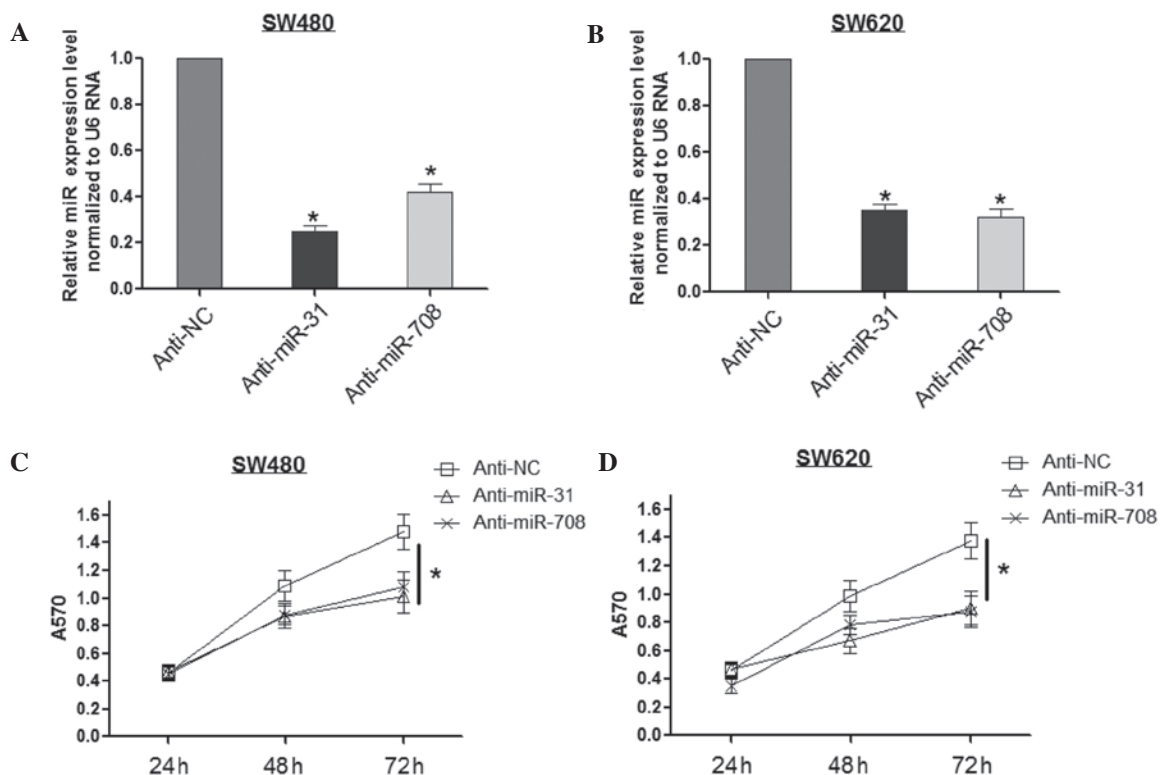 A
SW480
Relative miR expression level
normalized to U6 RNA
1.0
0.8
0.6
0.4
0.2
0.0
*
*
Anti-NC
Anti-miR-31
Anti-miR-708
B
SW620
Relative miR expression level
normalized to U6 RNA
1.0
0.8
0.6
0.4
0.2
0.0
*
*
Anti-NC
Anti-miR-31
Anti-miR-708
C
SW480
Anti-NC
Anti-miR-31
Anti-miR-708
A570
1.6
1.4
1.2
1.0
0.8
0.6
0.4
0.2
0.0
*
24h
48h
72h
D
SW620
Anti-NC
Anti-miR-31
Anti-miR-708
A570
1.6
1.4
1.2
1.0
0.8
0.6
0.4
0.2
0.0
*
24h
48h
72h